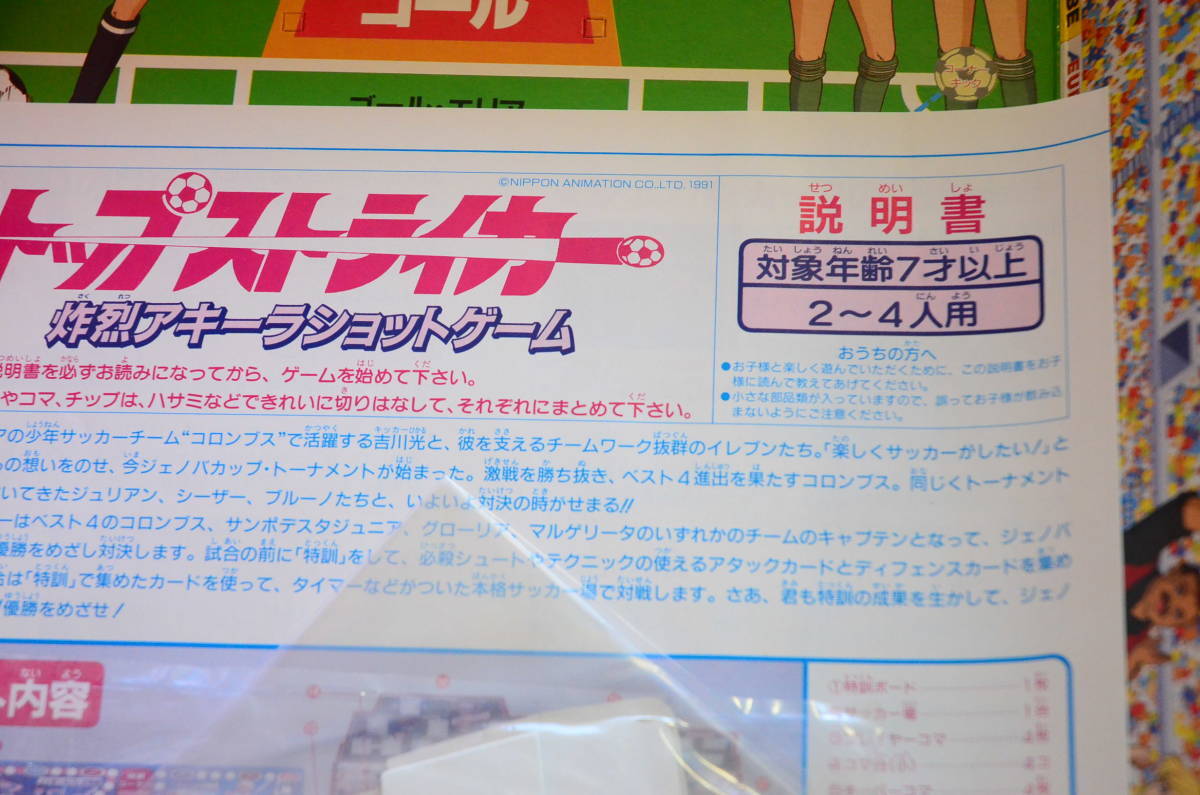 ゴール
ゴール・エリア
©NIPPON ANIMATION CO.,LTD. 1991
トップストライカー
炸烈アキーラショットゲーム
説明書
対象年齢7才以上
2〜4人用
おうちの方へ
●お子様と楽しく遊んでいただくために、この説明書をお子
様に読んで教えてあげてください。
●小さな部品類が入っていますので、誤ってお子様が飲み込
まないようにご注意ください。
明書を必ずお読みになってから、ゲームを始めて下さい。
やコマ、チップは、ハサミなどできれいに切りはなして、それぞれにまとめて下さい。
アの少年サッカーチーム“コロンブス”で活躍する吉川光と、彼を支えるチームワーク抜群のイレブンたち。「楽しくサッカーがしたい!」と
の想いをのせ、今ジェノバカップ・トーナメントが始まった。激戦を勝ち抜き、ベスト4進出を果たすコロンブス。同じくトーナメント
いてきたジュリアン、シーザー、ブルーノたちと、いよいよ対決の時がせまる!!
ーはベスト4のコロンブス、サンポデスタジュニア、グローリア、マルゲリータのいずれかのチームのキャプテンとなって、ジェノバ
優勝をめざし対決します。試合の前に「特訓」をして、必殺シュートやテクニックの使えるアタックカードとディフェンスカードを集め
は「特訓」で集めたカードを使って、タイマーなどがついた本格サッカー場で対戦します。さあ、君も特訓の成果を生かして、ジェノ
優勝をめざせ!
内容